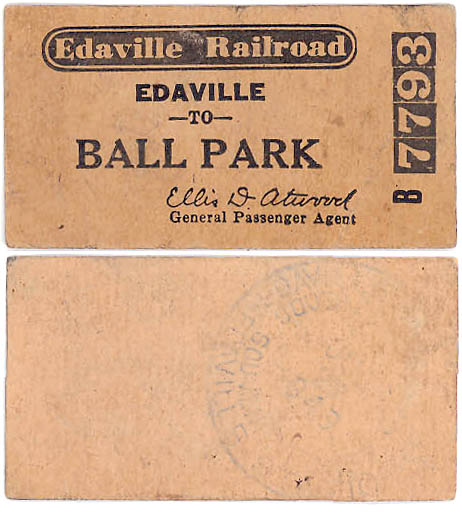 Edaville Railroad
EDAVILLE
—TO—
BALL PARK
Ellis D. Atwood
General Passenger Agent
B 7793